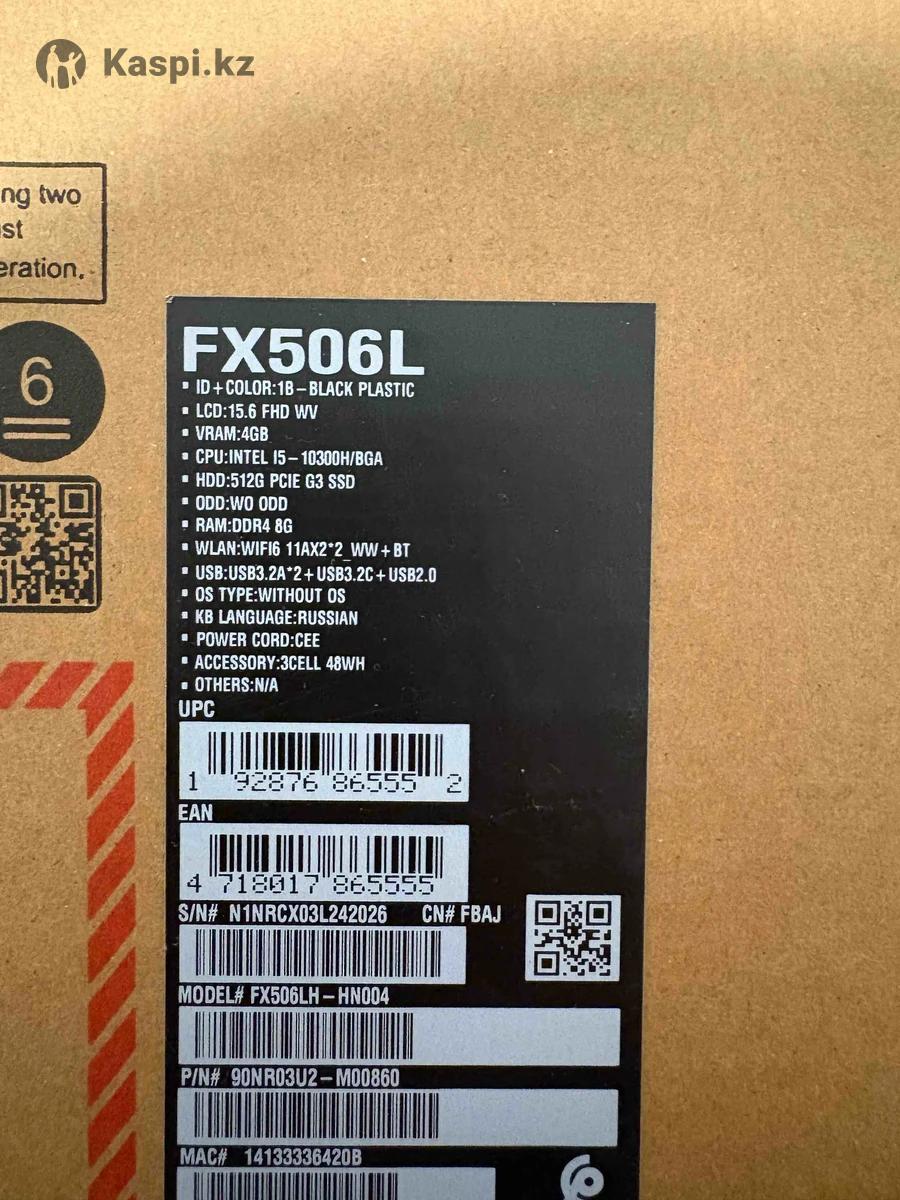 Kaspi.kz
ng two
st
eration.
6
FX506L
▪ ID+COLOR:1B-BLACK PLASTIC
▪ LCD:15.6 FHD WV
▪ VRAM:4GB
▪ CPU:INTEL I5-10300H/BGA
▪ HDD:512G PCIE G3 SSD
▪ ODD:WO ODD
▪ RAM:DDR4 8G
▪ WLAN:WIFI6 11AX2*2_WW+BT
▪ USB:USB3.2A*2+USB3.2C+USB2.0
▪ OS TYPE:WITHOUT OS
▪ KB LANGUAGE:RUSSIAN
▪ POWER CORD:CEE
▪ ACCESSORY:3CELL 48WH
▪ OTHERS:N/A
UPC
1 92876 86555 2
EAN
4 718017 865555
S/N# N1NRCX03L242026 CN# FBAJ
MODEL# FX506LH-HN004
P/N# 90NR03U2-M00860
MAC# 14133336420B